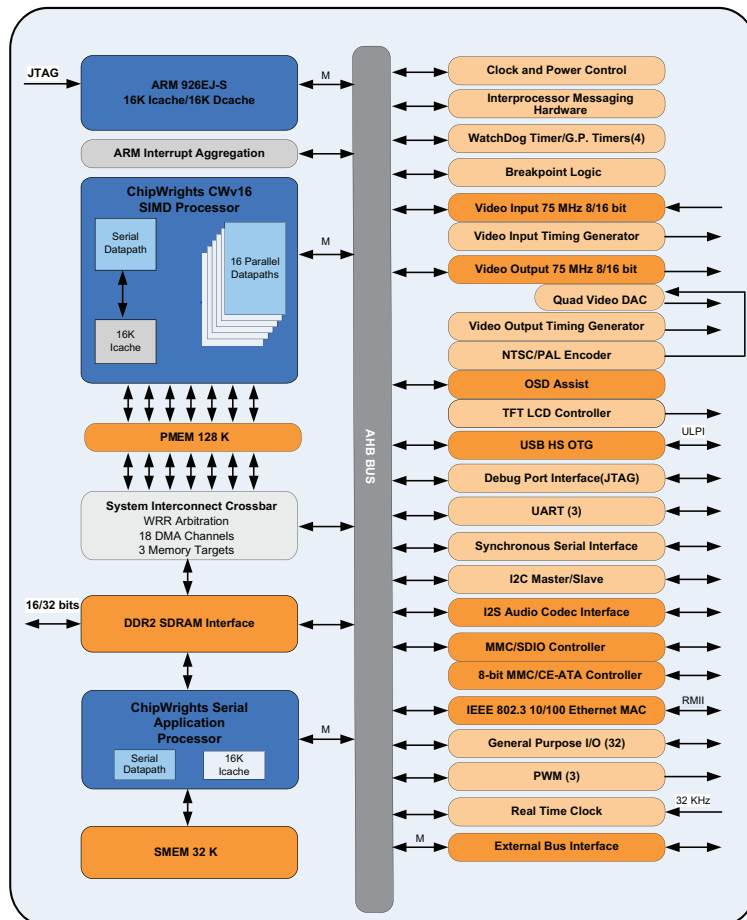 JTAG
ARM 926EJ-S
16K Icache/16K Dcache
M
ARM Interrupt Aggregation
ChipWrights CWv16
SIMD Processor
Serial
Datapath
16 Parallel
Datapaths
16K
Icache
M
PMEM 128 K
System Interconnect Crossbar
WRR Arbitration
18 DMA Channels
3 Memory Targets
16/32 bits
DDR2 SDRAM Interface
ChipWrights Serial
Application
Processor
Serial
Datapath
16K
Icache
M
SMEM 32 K
AHB BUS
Clock and Power Control
Interprocessor Messaging
Hardware
WatchDog Timer/G.P. Timers(4)
Breakpoint Logic
Video Input 75 MHz 8/16 bit
Video Input Timing Generator
Video Output 75 MHz 8/16 bit
Quad Video DAC
Video Output Timing Generator
NTSC/PAL Encoder
OSD Assist
TFT LCD Controller
ULPI
USB HS OTG
Debug Port Interface(JTAG)
UART (3)
Synchronous Serial Interface
I2C Master/Slave
I2S Audio Codec Interface
MMC/SDIO Controller
8-bit MMC/CE-ATA Controller
IEEE 802.3 10/100 Ethernet MAC
RMII
General Purpose I/O (32)
PWM (3)
32 KHz
Real Time Clock
M
External Bus Interface